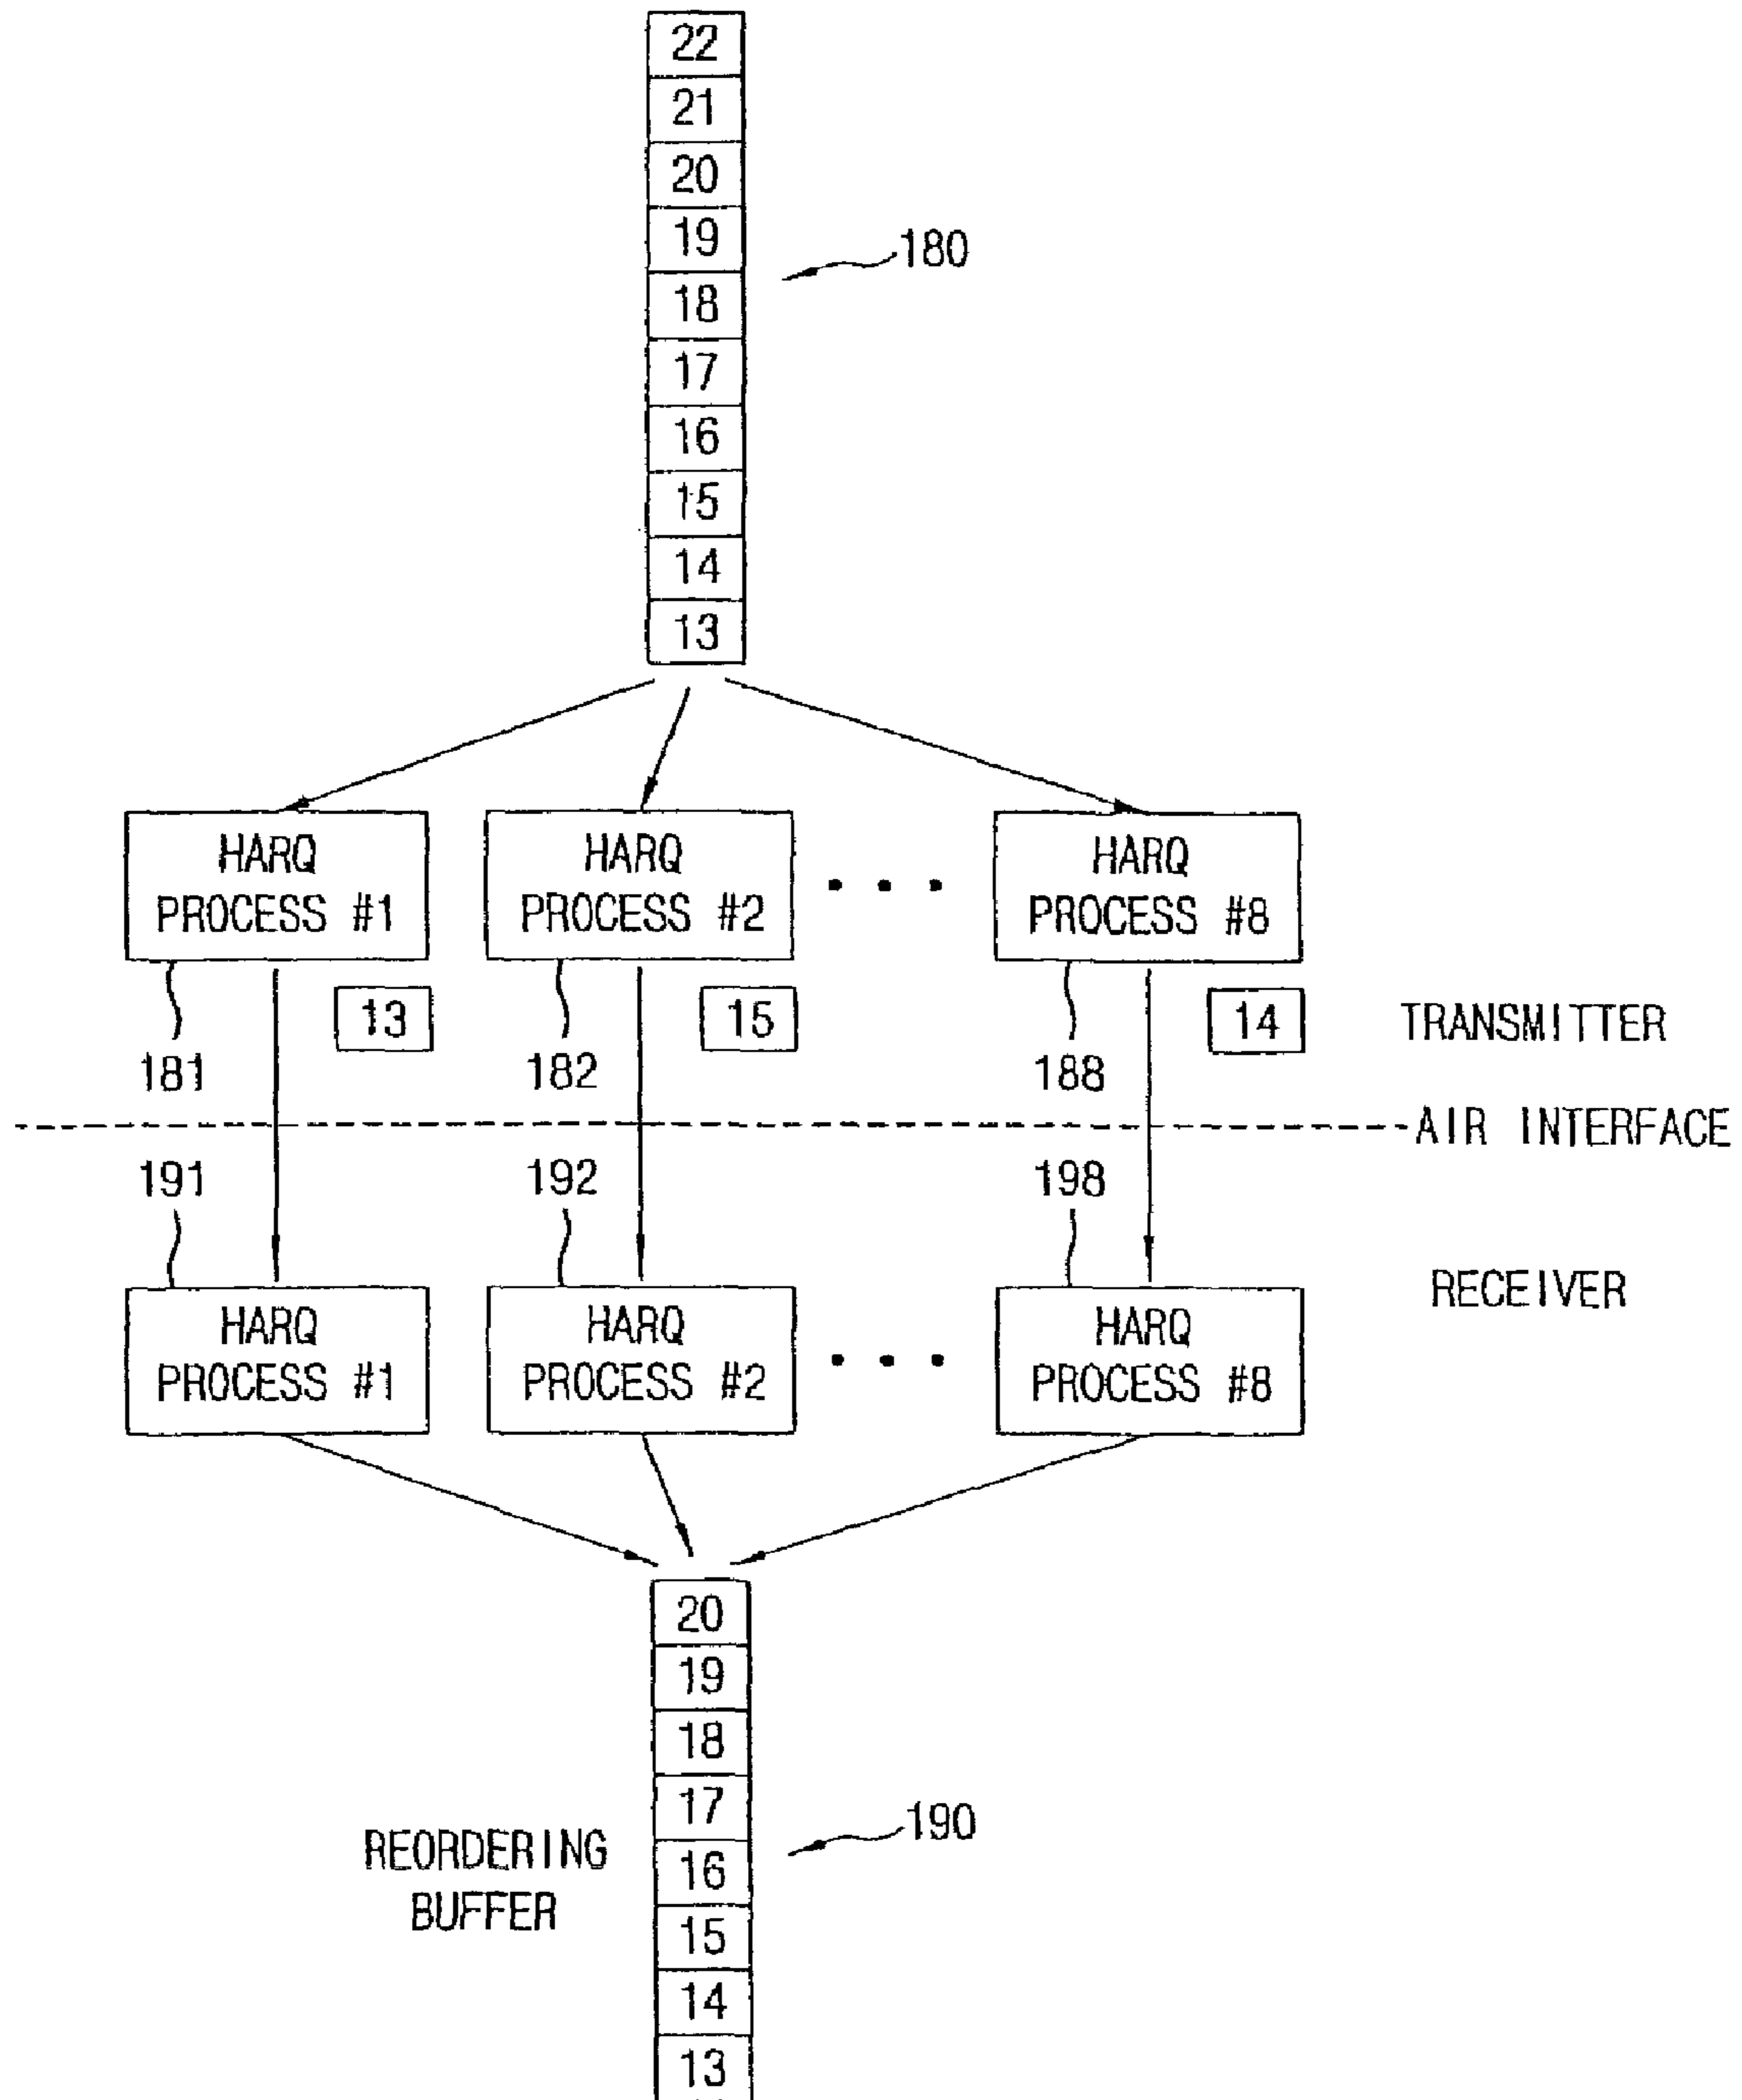 22
21
20
19
180
18
17
16
15
14
13
HARQ
PROCESS #1
HARQ
PROCESS #2
HARQ
PROCESS #8
13
15
14
TRANSMITTER
181
182
188
AIR INTERFACE
191
192
198
RECEIVER
HARQ
PROCESS #1
HARQ
PROCESS #2
HARQ
PROCESS #8
20
19
18
17
190
REORDERING
BUFFER
16
15
14
13